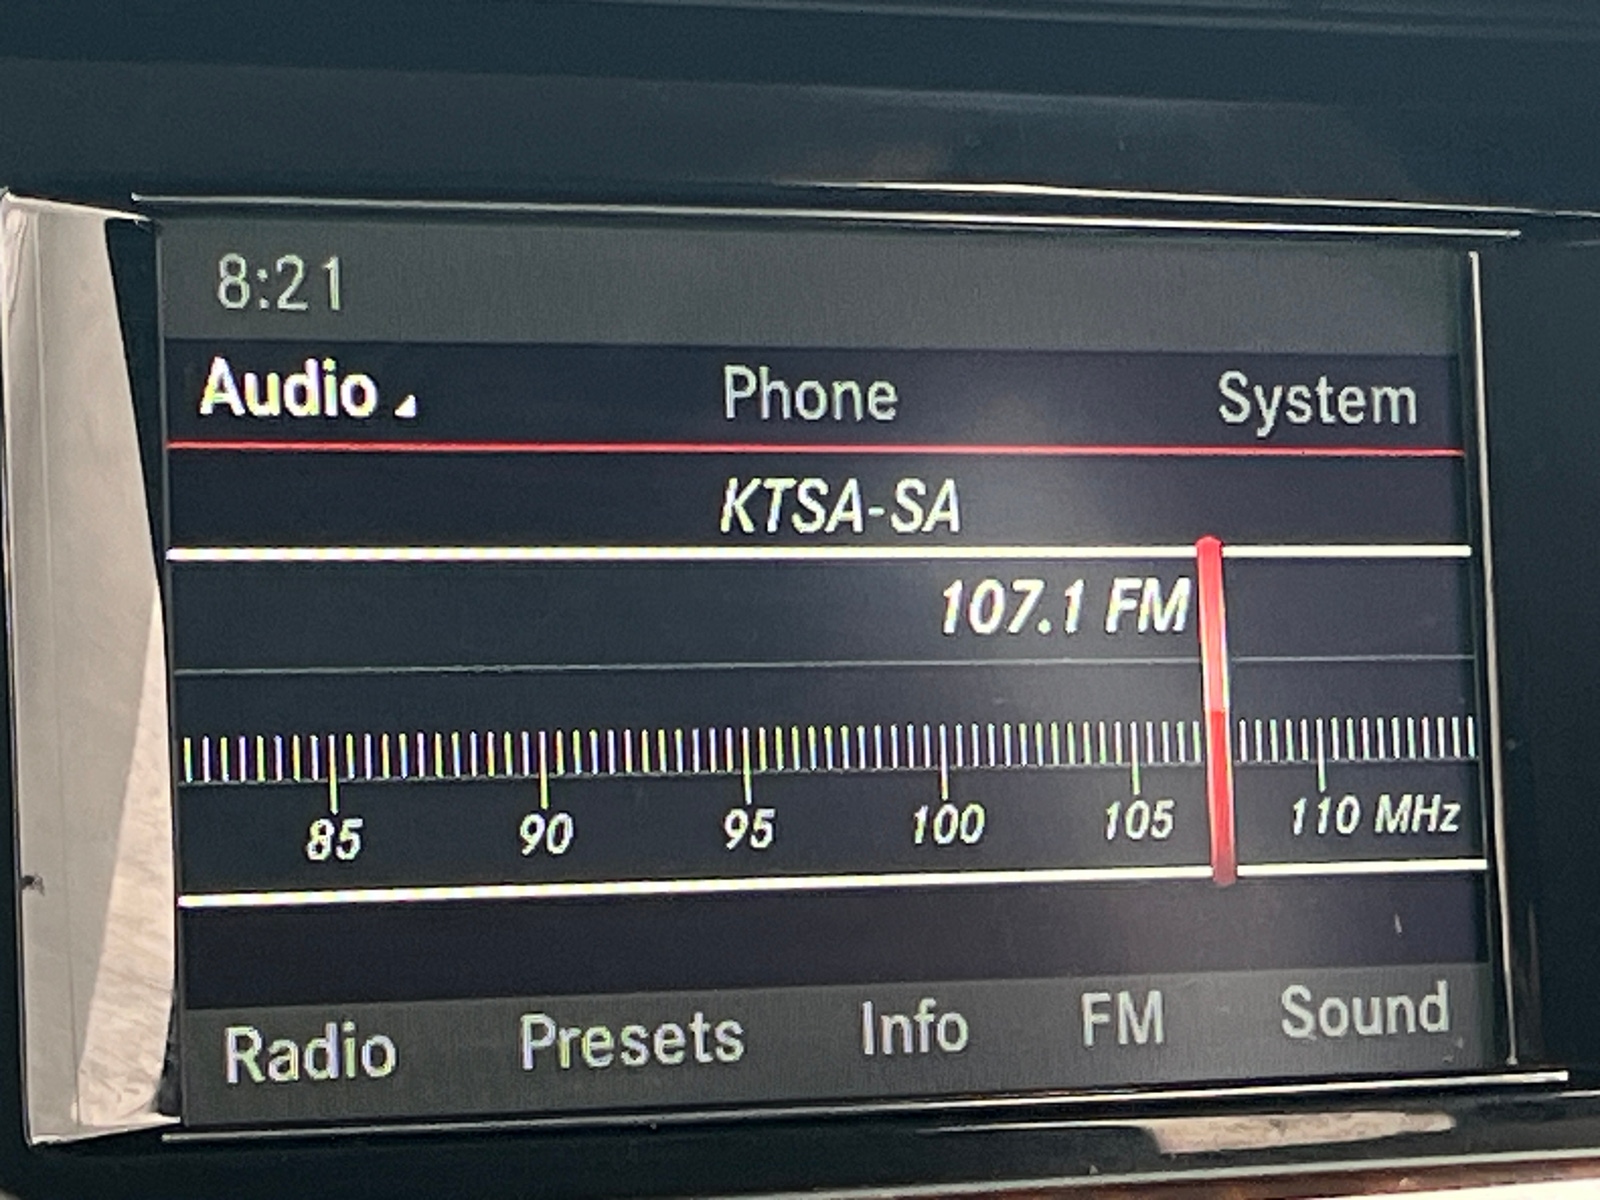 8:21
Audio Phone System
KTSA-SA
107.1 FM
85 90 95 100 105 110 MHz
Radio Presets Info FM Sound